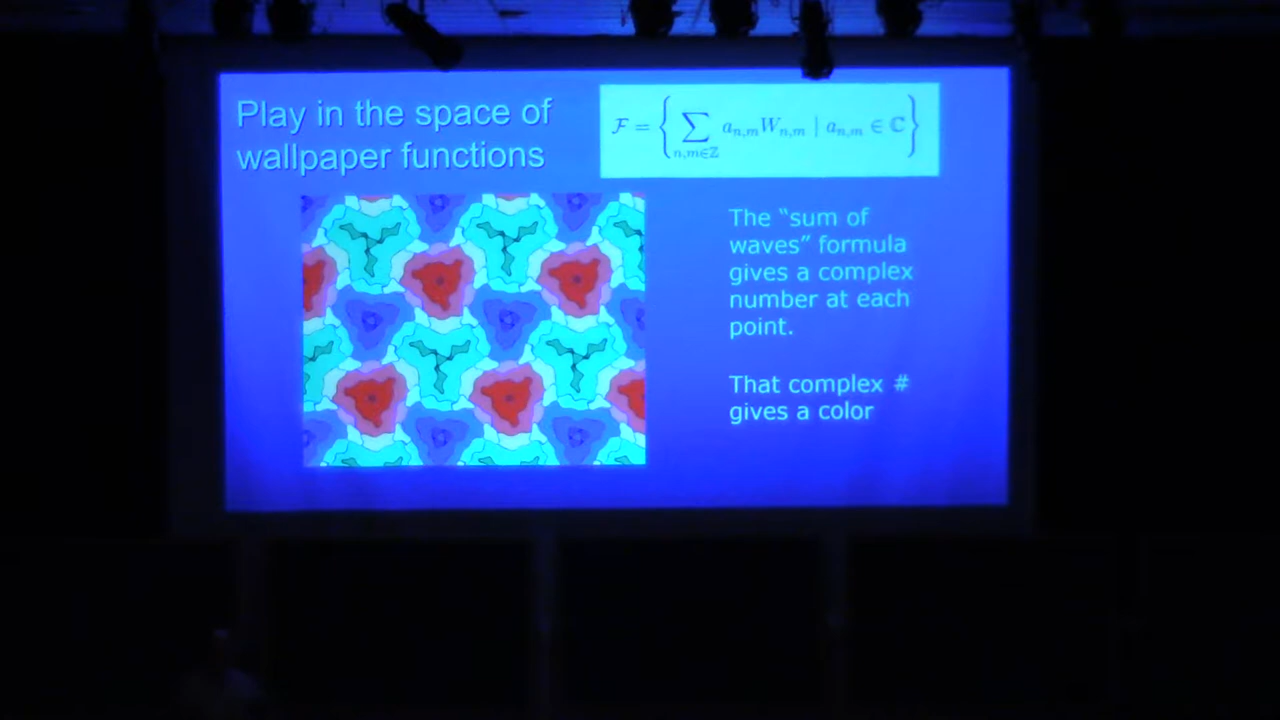 Play in the space of
wallpaper functions
ℱ = { ∑ n,m∈ℤ a_{n,m} W_{n,m} | a_{n,m} ∈ ℂ }
The “sum of
waves” formula
gives a complex
number at each
point.
That complex #
gives a color